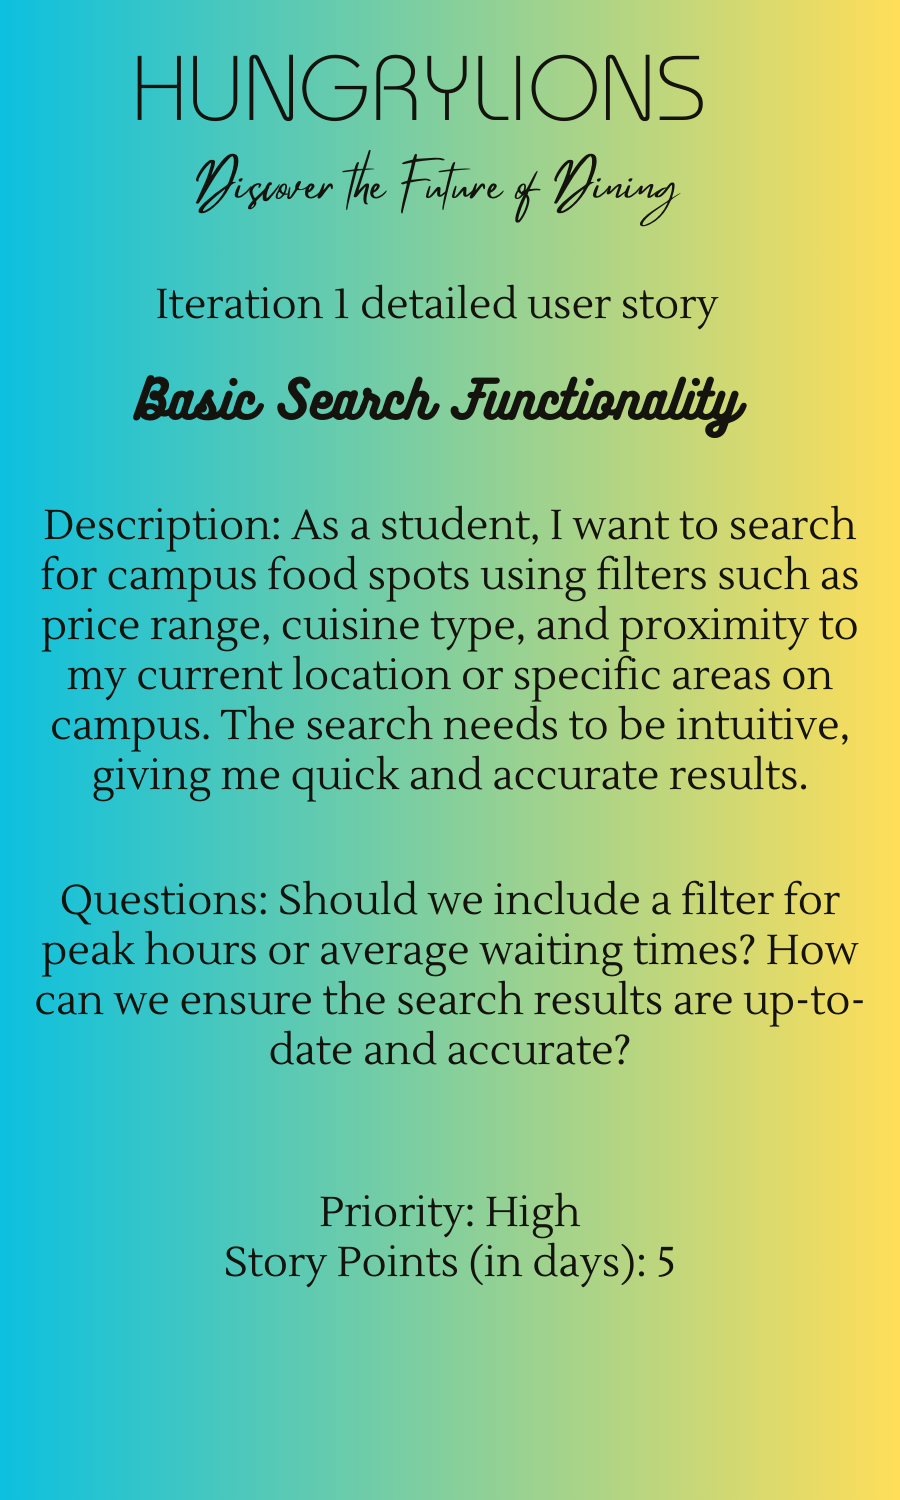 HUNGRYLIONS
Discover the Future of Dining
Iteration 1 detailed user story
Basic Search Functionality
Description: As a student, I want to search
for campus food spots using filters such as
price range, cuisine type, and proximity to
my current location or specific areas on
campus. The search needs to be intuitive,
giving me quick and accurate results.
Questions: Should we include a filter for
peak hours or average waiting times? How
can we ensure the search results are up-to-
date and accurate?
Priority: High
Story Points (in days): 5